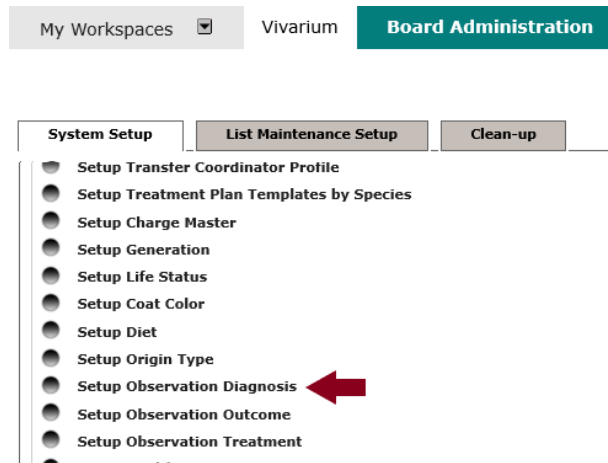 My Workspaces Vivarium Board Administration
System Setup List Maintenance Setup Clean-up
Setup Transfer Coordinator Profile
Setup Treatment Plan Templates by Species
Setup Charge Master
Setup Generation
Setup Life Status
Setup Coat Color
Setup Diet
Setup Origin Type
Setup Observation Diagnosis
Setup Observation Outcome
Setup Observation Treatment